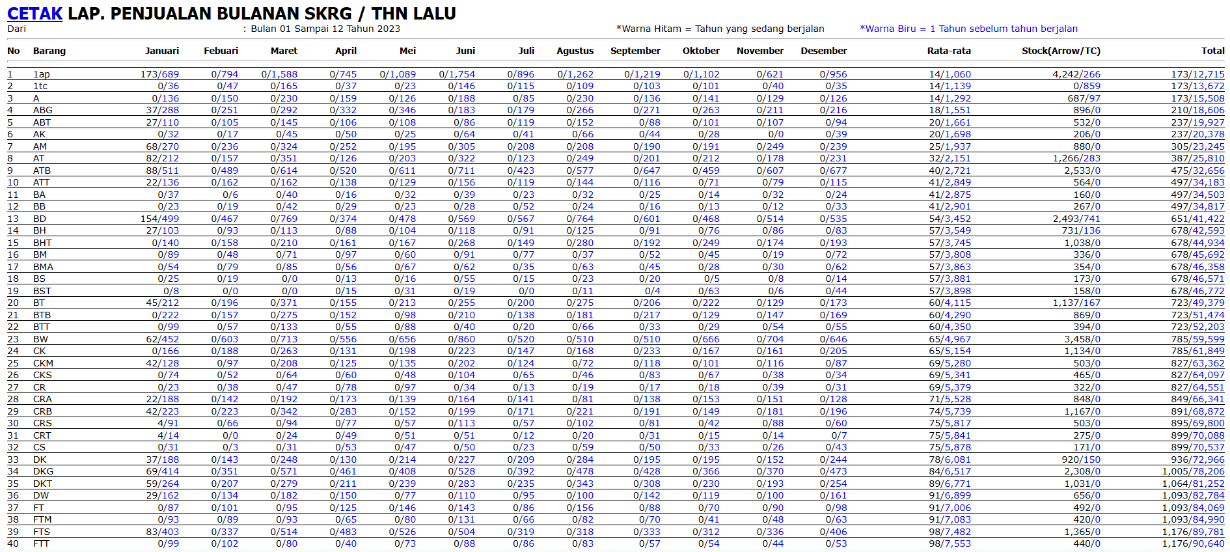 CETAK LAP. PENJUALAN BULANAN SKRG / THN LALU
Dari : Bulan 01 Sampai 12 Tahun 2023 *Warna Hitam = Tahun yang sedang berjalan *Warna Biru = 1 Tahun sebelum tahun berjalan
No Barang Januari Febuari Maret April Mei Juni Juli Agustus September Oktober November Desember Rata-rata Stock(Arrow/TC) Total
1 1ap 173/689 0/794 0/1,588 0/745 0/1,089 0/1,754 0/896 0/1,262 0/1,219 0/1,102 0/621 0/956 14/1,060 4,242/266 173/12,715
2 1tc 0/36 0/47 0/165 0/37 0/23 0/146 0/115 0/109 0/103 0/101 0/40 0/35 14/1,139 0/859 173/13,672
3 A 0/136 0/150 0/230 0/159 0/126 0/188 0/85 0/230 0/136 0/141 0/129 0/126 14/1,292 687/97 173/15,508
4 ABG 37/288 0/251 0/292 0/332 0/346 0/183 0/179 0/266 0/271 0/263 0/211 0/216 18/1,551 896/0 210/18,606
5 ABT 27/110 0/105 0/145 0/106 0/108 0/86 0/119 0/152 0/88 0/101 0/107 0/94 20/1,661 532/0 237/19,927
6 AK 0/32 0/17 0/45 0/50 0/25 0/64 0/41 0/66 0/44 0/28 0/0 0/39 20/1,698 206/0 237/20,378
7 AM 68/270 0/236 0/324 0/252 0/195 0/305 0/208 0/208 0/190 0/191 0/249 0/239 25/1,937 880/0 305/23,245
8 AT 82/212 0/157 0/351 0/126 0/203 0/322 0/123 0/249 0/201 0/212 0/178 0/231 32/2,151 1,266/283 387/25,810
9 ATB 88/511 0/489 0/614 0/520 0/611 0/711 0/423 0/577 0/647 0/459 0/607 0/677 40/2,721 2,533/0 475/32,656
10 ATT 22/136 0/162 0/162 0/138 0/129 0/156 0/119 0/144 0/116 0/71 0/79 0/115 41/2,849 564/0 497/34,183
11 BA 0/37 0/6 0/40 0/16 0/32 0/39 0/23 0/32 0/25 0/14 0/32 0/24 41/2,875 160/0 497/34,503
12 BB 0/23 0/19 0/42 0/29 0/23 0/28 0/52 0/24 0/16 0/13 0/12 0/33 41/2,901 267/0 497/34,817
13 BD 154/499 0/467 0/769 0/374 0/478 0/569 0/567 0/764 0/601 0/468 0/514 0/535 54/3,452 2,493/741 651/41,422
14 BH 27/103 0/93 0/113 0/88 0/104 0/118 0/91 0/125 0/91 0/76 0/86 0/83 57/3,549 731/136 678/42,593
15 BHT 0/140 0/158 0/210 0/161 0/167 0/268 0/149 0/280 0/192 0/249 0/174 0/193 57/3,745 1,038/0 678/44,934
16 BM 0/89 0/48 0/71 0/97 0/60 0/91 0/77 0/37 0/52 0/45 0/19 0/72 57/3,808 336/0 678/45,692
17 BMA 0/54 0/79 0/85 0/56 0/67 0/62 0/35 0/63 0/45 0/28 0/30 0/62 57/3,863 354/0 678/46,358
18 BS 0/25 0/19 0/0 0/13 0/16 0/55 0/15 0/23 0/20 0/5 0/8 0/14 57/3,881 173/0 678/46,571
19 BST 0/8 0/0 0/0 0/15 0/31 0/19 0/0 0/11 0/4 0/63 0/6 0/44 57/3,898 158/0 678/46,772
20 BT 45/212 0/196 0/371 0/155 0/213 0/255 0/200 0/275 0/206 0/222 0/129 0/173 60/4,115 1,137/167 723/49,379
21 BTB 0/222 0/157 0/275 0/152 0/98 0/210 0/138 0/181 0/217 0/129 0/147 0/169 60/4,290 869/0 723/51,474
22 BTT 0/99 0/57 0/133 0/55 0/88 0/40 0/20 0/66 0/33 0/29 0/54 0/55 60/4,350 394/0 723/52,203
23 BW 62/452 0/603 0/713 0/556 0/656 0/860 0/520 0/510 0/510 0/666 0/704 0/646 65/4,967 3,458/0 785/59,599
24 CK 0/166 0/188 0/263 0/131 0/198 0/223 0/147 0/168 0/233 0/167 0/161 0/205 65/5,154 1,134/0 785/61,849
25 CKM 42/128 0/97 0/208 0/125 0/135 0/202 0/124 0/72 0/118 0/101 0/116 0/87 69/5,280 503/0 827/63,362
26 CKS 0/74 0/52 0/64 0/60 0/48 0/104 0/65 0/46 0/83 0/67 0/38 0/34 69/5,341 465/0 827/64,097
27 CR 0/23 0/38 0/47 0/78 0/97 0/34 0/13 0/19 0/17 0/18 0/39 0/31 69/5,379 322/0 827/64,551
28 CRA 22/188 0/142 0/192 0/173 0/139 0/164 0/141 0/81 0/138 0/153 0/151 0/128 71/5,528 848/0 849/66,341
29 CRB 42/223 0/223 0/342 0/283 0/152 0/199 0/171 0/221 0/191 0/149 0/181 0/196 74/5,739 1,167/0 891/68,872
30 CRS 4/91 0/66 0/94 0/77 0/57 0/113 0/57 0/102 0/81 0/42 0/88 0/60 75/5,817 503/0 895/69,800
31 CRT 4/14 0/0 0/24 0/49 0/51 0/51 0/12 0/20 0/31 0/15 0/14 0/7 75/5,841 275/0 899/70,088
32 CS 0/31 0/3 0/31 0/53 0/47 0/50 0/23 0/59 0/50 0/33 0/26 0/43 75/5,878 171/0 899/70,537
33 DK 37/188 0/143 0/248 0/130 0/214 0/227 0/209 0/284 0/195 0/195 0/152 0/244 78/6,081 920/150 936/72,966
34 DKG 69/414 0/351 0/571 0/461 0/408 0/528 0/392 0/478 0/428 0/366 0/370 0/473 84/6,517 2,308/0 1,005/78,206
35 DKT 59/264 0/207 0/279 0/211 0/239 0/283 0/235 0/343 0/308 0/230 0/193 0/254 89/6,771 1,031/0 1,064/81,252
36 DW 29/162 0/134 0/182 0/150 0/77 0/110 0/95 0/100 0/142 0/119 0/100 0/161 91/6,899 656/0 1,093/82,784
37 FT 0/87 0/101 0/95 0/125 0/146 0/143 0/86 0/156 0/88 0/70 0/90 0/98 91/7,006 492/0 1,093/84,069
38 FTM 0/93 0/89 0/93 0/65 0/80 0/131 0/66 0/82 0/70 0/41 0/48 0/63 91/7,083 420/0 1,093/84,990
39 FTS 83/403 0/337 0/514 0/483 0/526 0/504 0/319 0/318 0/333 0/312 0/336 0/406 98/7,482 1,365/0 1,176/89,781
40 FTT 0/99 0/102 0/80 0/40 0/73 0/88 0/86 0/83 0/57 0/54 0/44 0/53 98/7,553 440/0 1,176/90,640